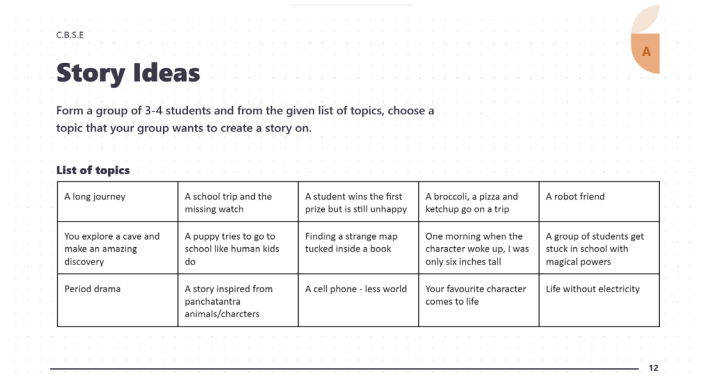 C.B.S.E
A
Story Ideas
Form a group of 3-4 students and from the given list of topics, choose a
topic that your group wants to create a story on.
List of topics
A long journey
A school trip and the
missing watch
A student wins the first
prize but is still unhappy
A broccoli, a pizza and
ketchup go on a trip
A robot friend
You explore a cave and
make an amazing
discovery
A puppy tries to go to
school like human kids
do
Finding a strange map
tucked inside a book
One morning when the
character woke up, I was
only six inches tall
A group of students get
stuck in school with
magical powers
Period drama
A story inspired from
panchatantra
animals/charcters
A cell phone - less world
Your favourite character
comes to life
Life without electricity
12